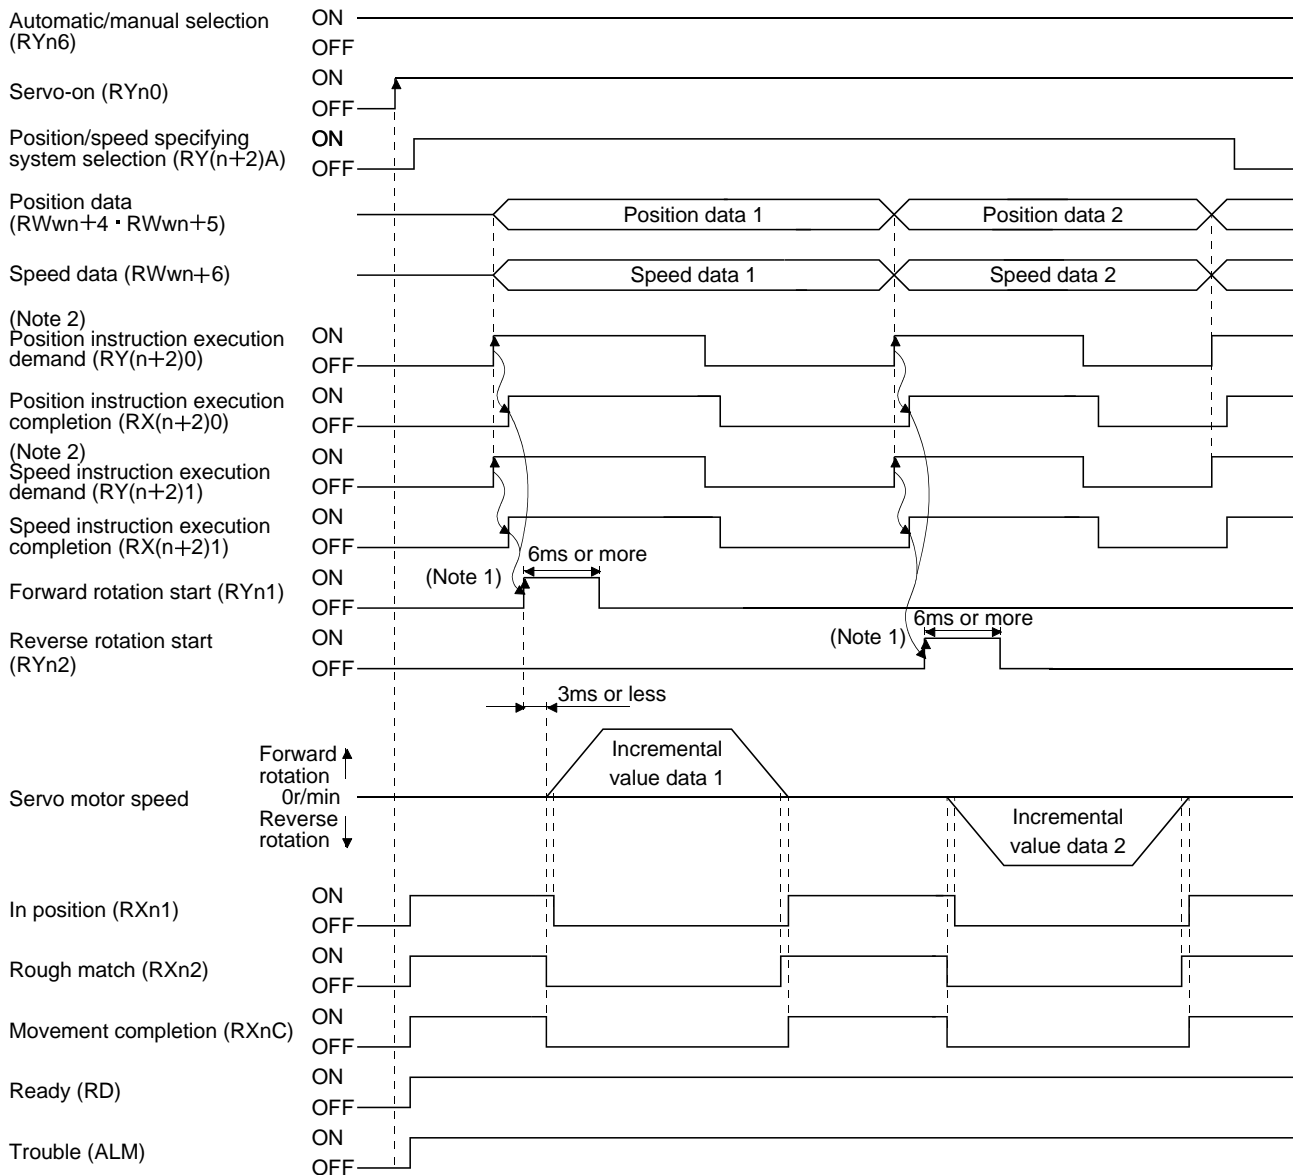 Automatic/manual selection
(RYn6)
ON
OFF
Servo-on (RYn0)
ON
OFF
Position/speed specifying
system selection (RY(n+2)A)
ON
OFF
Position data
(RWwn+4・RWwn+5)
Position data 1
Position data 2
Speed data (RWwn+6)
Speed data 1
Speed data 2
(Note 2)
Position instruction execution
demand (RY(n+2)0)
ON
OFF
Position instruction execution
completion (RX(n+2)0)
ON
OFF
(Note 2)
Speed instruction execution
demand (RY(n+2)1)
ON
OFF
Speed instruction execution
completion (RX(n+2)1)
ON
OFF
6ms or more
Forward rotation start (RYn1)
ON
OFF
(Note 1)
6ms or more
Reverse rotation start
(RYn2)
ON
OFF
(Note 1)
3ms or less
Servo motor speed
Forward
rotation
0r/min
Reverse
rotation
Incremental
value data 1
Incremental
value data 2
In position (RXn1)
ON
OFF
Rough match (RXn2)
ON
OFF
Movement completion (RXnC)
ON
OFF
Ready (RD)
ON
OFF
Trouble (ALM)
ON
OFF